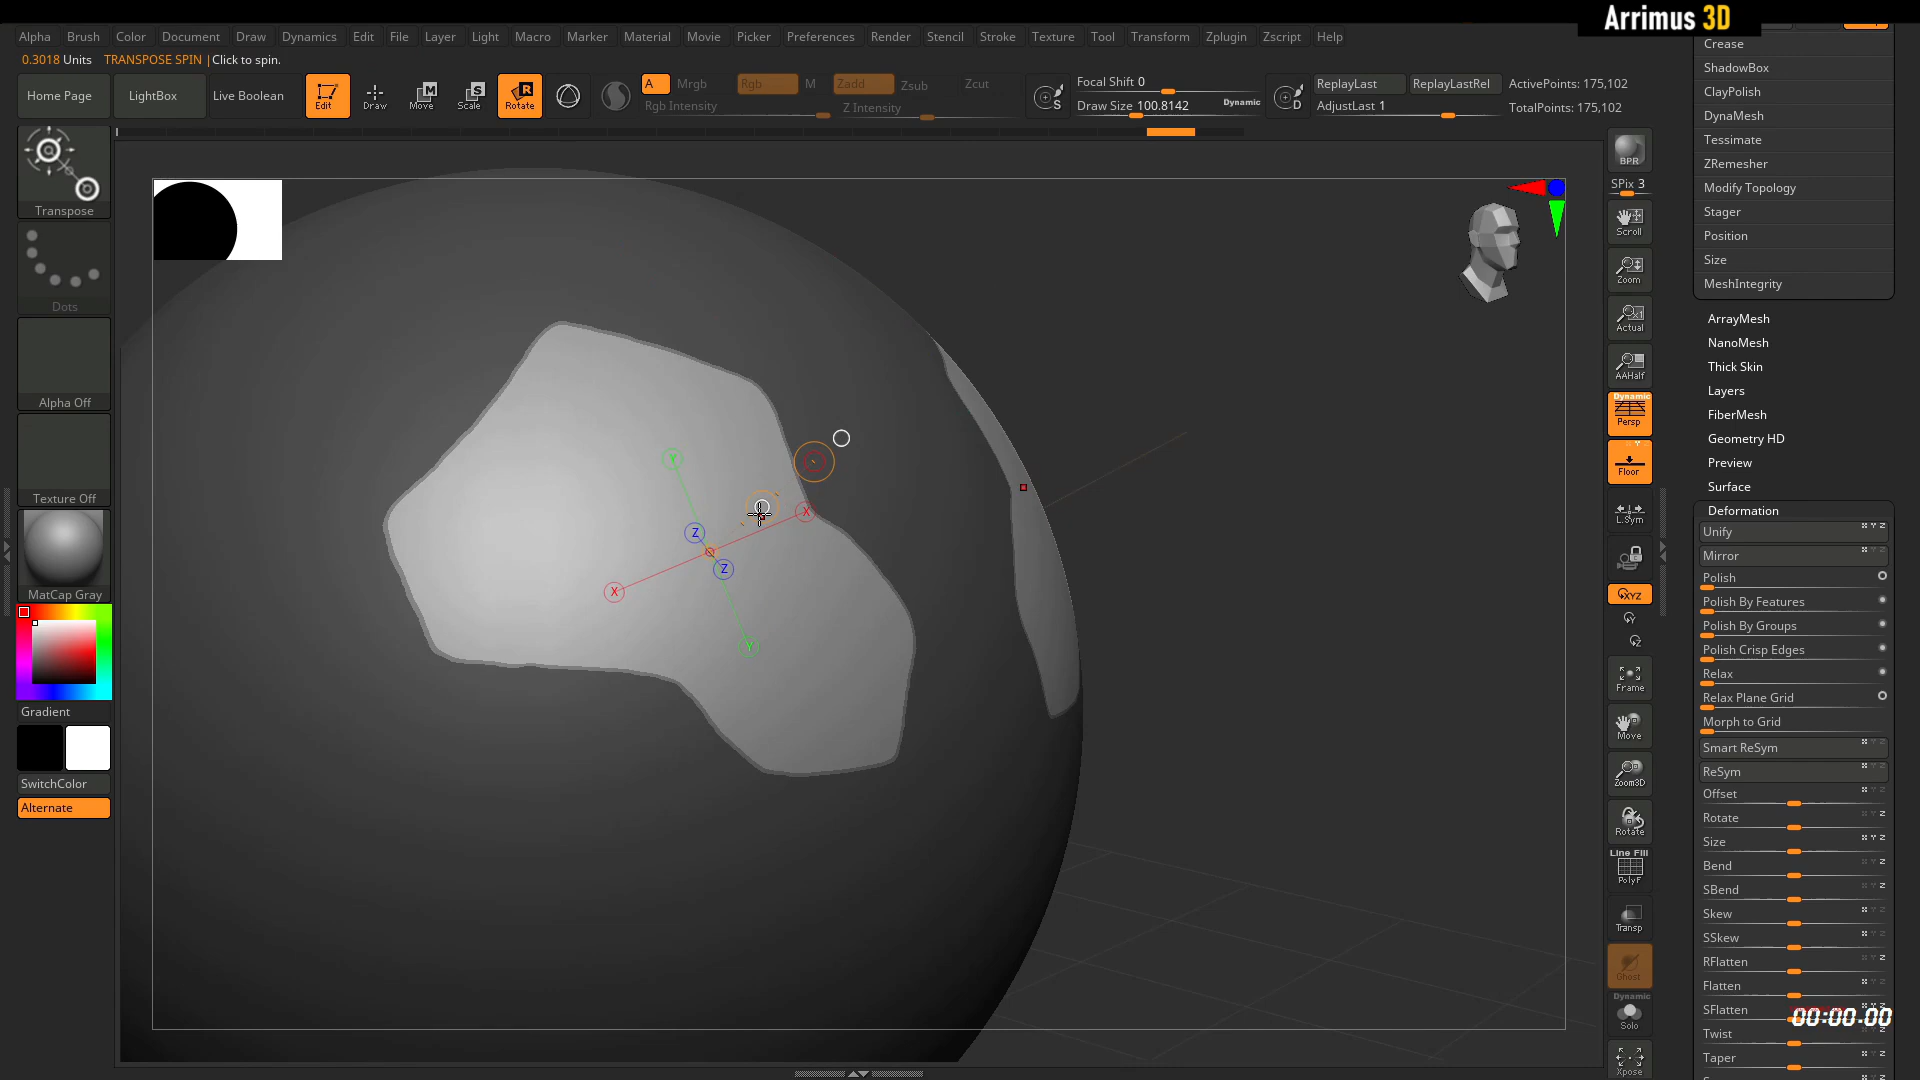 Arrimus 3D
Alpha Brush Color Document Draw Dynamics Edit File Layer Light Macro Marker Material Movie Picker Preferences Render Stencil Stroke Texture Tool Transform Zplugin Zscript Help
0.3018 Units TRANSPOSE SPIN |Click to spin.
Home Page
LightBox
Live Boolean
Edit
Draw
Move
Scale
Rotate
A
Mrgb
Rgb
M
Zadd
Zsub
Zcut
Rgb Intensity
Z Intensity
S
Focal Shift 0
Draw Size 100.8142
Dynamic
D
ReplayLast
ReplayLastRel
AdjustLast 1
ActivePoints: 175,102
TotalPoints: 175,102
Transpose
Dots
Alpha Off
Texture Off
MatCap Gray
Gradient
SwitchColor
Alternate
Y
X
Z
Z
X
Y
BPR
SPix 3
Scroll
Zoom
Actual
AAHalf
Dynamic
Persp
Floor
L.Sym
XYZ
Y
Z
Frame
Move
Zoom3D
Rotate
Line Fill
PolyF
Transp
Ghost
Dynamic
Solo
Xpose
Crease
ShadowBox
ClayPolish
DynaMesh
Tessimate
ZRemesher
Modify Topology
Stager
Position
Size
MeshIntegrity
ArrayMesh
NanoMesh
Thick Skin
Layers
FiberMesh
Geometry HD
Preview
Surface
Deformation
Unify
Mirror
Polish
Polish By Features
Polish By Groups
Polish Crisp Edges
Relax
Relax Plane Grid
Morph to Grid
Smart ReSym
ReSym
Offset
Rotate
Size
Bend
SBend
Skew
SSkew
RFlatten
Flatten
SFlatten
00:00.00
Twist
Taper